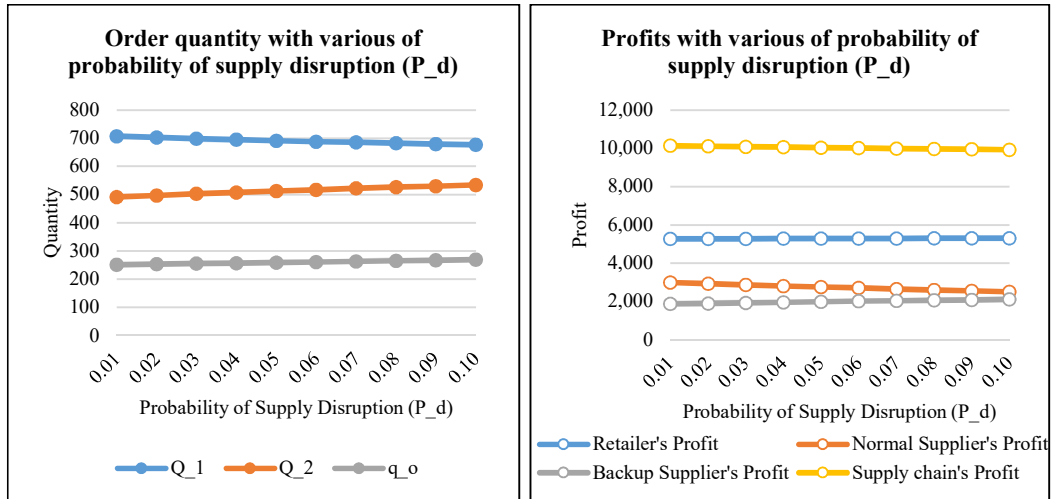 Order quantity with various of
probability of supply disruption (P_d)
800
700
600
500
400
300
200
100
0
Quantity
0.01
0.02
0.03
0.04
0.05
0.06
0.07
0.08
0.09
0.10
Probability of Supply Disruption (P_d)
Q_1
Q_2
q_o
Profits with various of probability of
supply disruption (P_d)
12,000
10,000
8,000
6,000
4,000
2,000
0
Profit
0.01
0.02
0.03
0.04
0.05
0.06
0.07
0.08
0.09
0.10
Probability of Supply Disruption (P_d)
Retailer's Profit
Normal Supplier's Profit
Backup Supplier's Profit
Supply chain's Profit